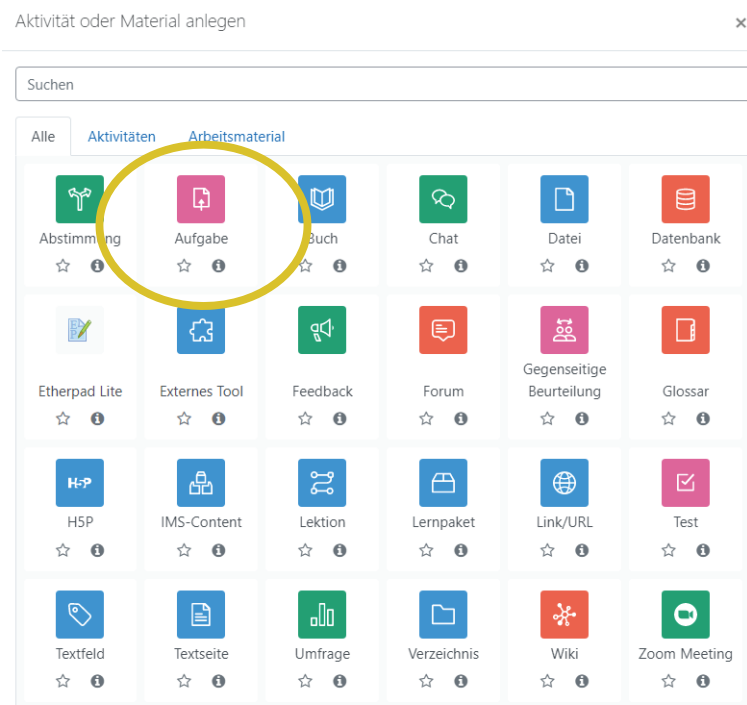 Aktivität oder Material anlegen
Suchen
Alle Aktivitäten Arbeitsmaterial
Abstimmung Aufgabe Buch Chat Datei Datenbank
Etherpad Lite Externes Tool Feedback Forum Gegenseitige Beurteilung Glossar
H5P
H5P IMS-Content Lektion Lernpaket Link/URL Test
Textfeld Textseite Umfrage Verzeichnis Wiki Zoom Meeting